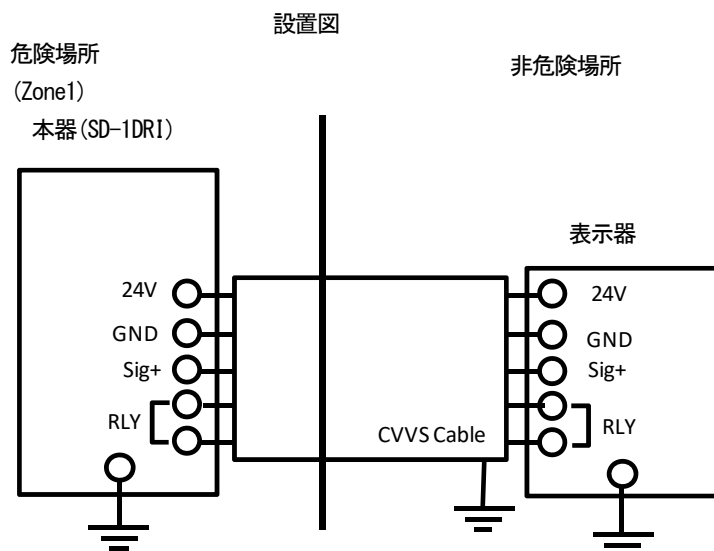 設置図
危険場所
(Zone1)
本器(SD-1DRI)
非危険場所
表示器
24V
GND
Sig+
RLY
CVVS Cable
24V
GND
Sig+
RLY